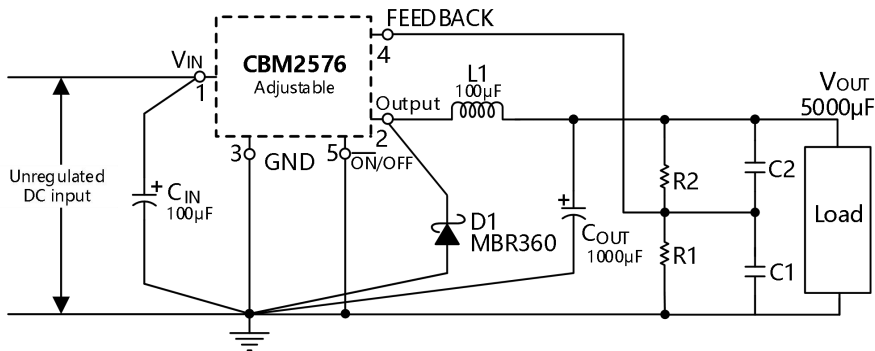 FEEDBACK
4
VIN
1
CBM2576
Adjustable
Output
2
L1
100μF
VOUT
5000μF
3
GND
5
ON/OFF
Unregulated
DC input
+
CIN
100μF
D1
MBR360
+
COUT
1000μF
R2
C2
R1
C1
Load